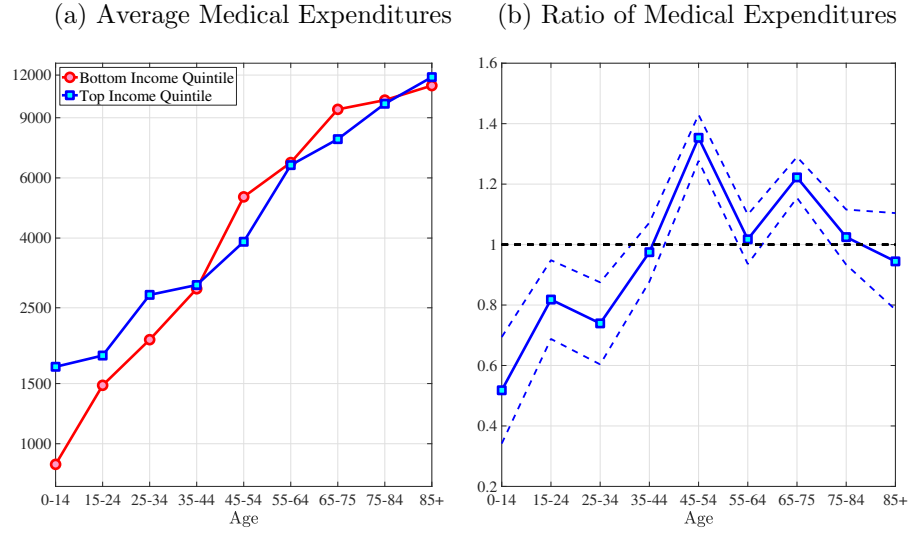 (a) Average Medical Expenditures
12000
9000
6000
4000
2500
1500
1000
Bottom Income Quintile
Top Income Quintile
0-14 15-24 25-34 35-44 45-54 55-64 65-75 75-84 85+
Age
(b) Ratio of Medical Expenditures
1.6
1.4
1.2
1
0.8
0.6
0.4
0.2
0-14 15-24 25-34 35-44 45-54 55-64 65-75 75-84 85+
Age